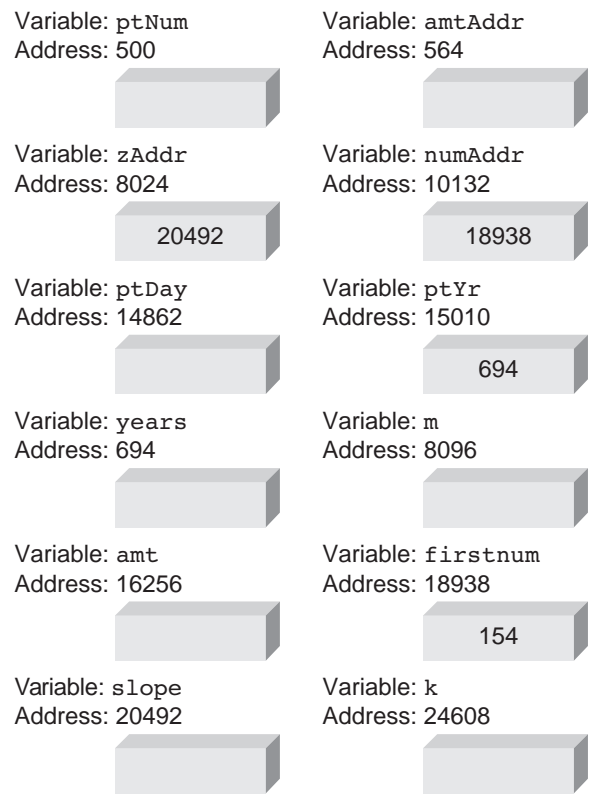 Variable: ptNum
Address: 500
Variable: amtAddr
Address: 564
Variable: zAddr
Address: 8024
20492
Variable: numAddr
Address: 10132
18938
Variable: ptDay
Address: 14862
Variable: ptYr
Address: 15010
694
Variable: years
Address: 694
Variable: m
Address: 8096
Variable: amt
Address: 16256
Variable: firstnum
Address: 18938
154
Variable: slope
Address: 20492
Variable: k
Address: 24608